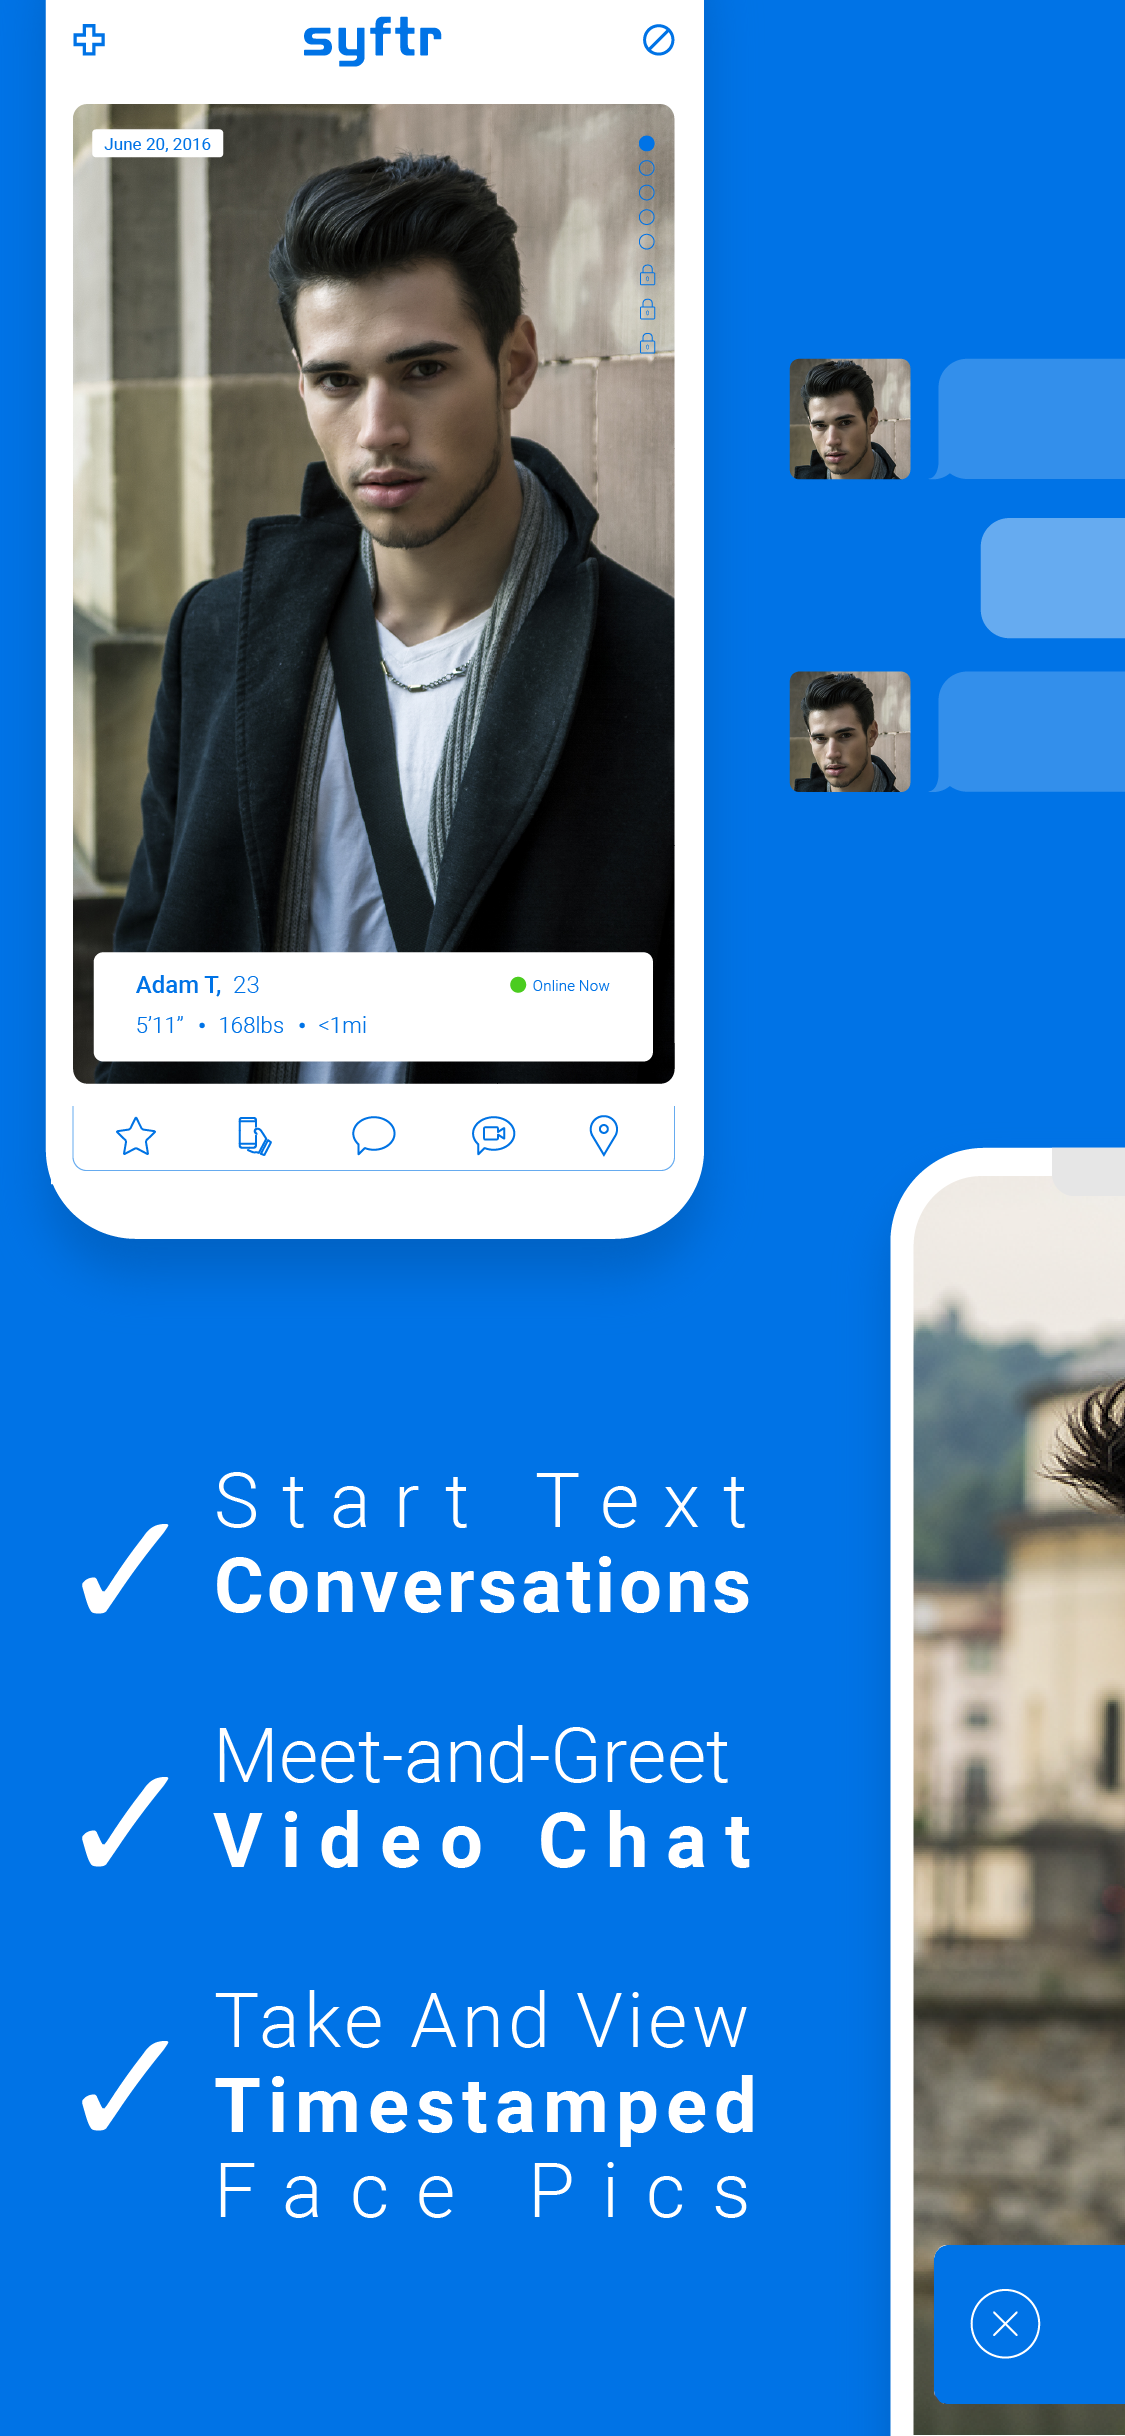 syftr
June 20, 2016
Adam T, 23
Online Now
5’11” • 168lbs • <1mi
Start Text
Conversations
Meet-and-Greet
Video Chat
Take And View
Timestamped
Face Pics